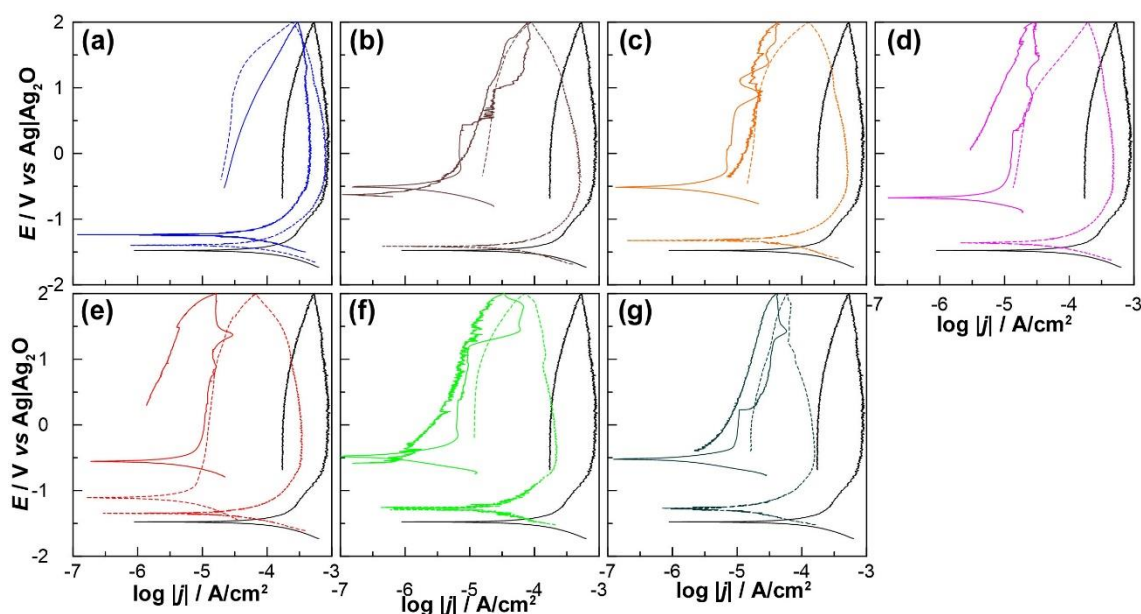 (a)
(b)
(c)
(d)
E / V vs Ag|Ag₂O
2
1
0
-1
-2
-7 -6 -5 -4 -3
log |j| / A/cm²
(e)
(f)
(g)
E / V vs Ag|Ag₂O
2
1
0
-1
-2
-7 -6 -5 -4 -3
-7 -6 -5 -4 -3
-7 -6 -5 -4 -3
log |j| / A/cm²
log |j| / A/cm²
log |j| / A/cm²